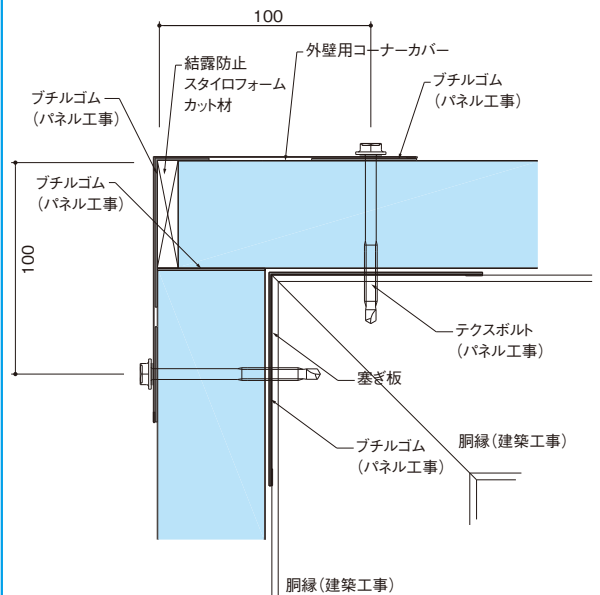 100
外壁用コーナーカバー
結露防止
スタイロフォーム
カット材
ブチルゴム
（パネル工事）
ブチルゴム
（パネル工事）
ブチルゴム
（パネル工事）
100
テクスボルト
（パネル工事）
塞ぎ板
ブチルゴム
（パネル工事）
胴縁（建築工事）
胴縁（建築工事）